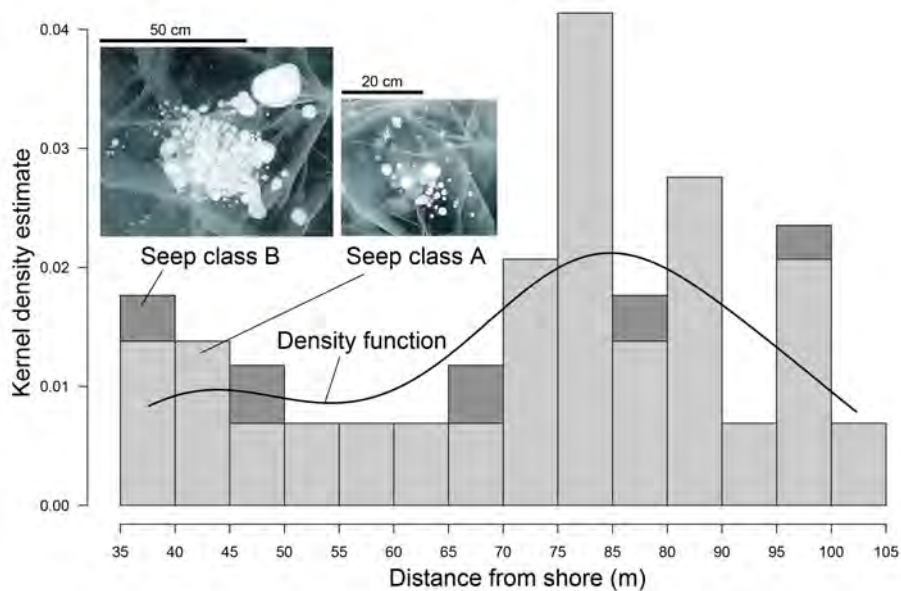 0.04
0.03
0.02
0.01
0.00
Kernel density estimate
50 cm
20 cm
Seep class B
Seep class A
Density function
35 40 45 50 55 60 65 70 75 85 80 90 95 100 105
Distance from shore (m)